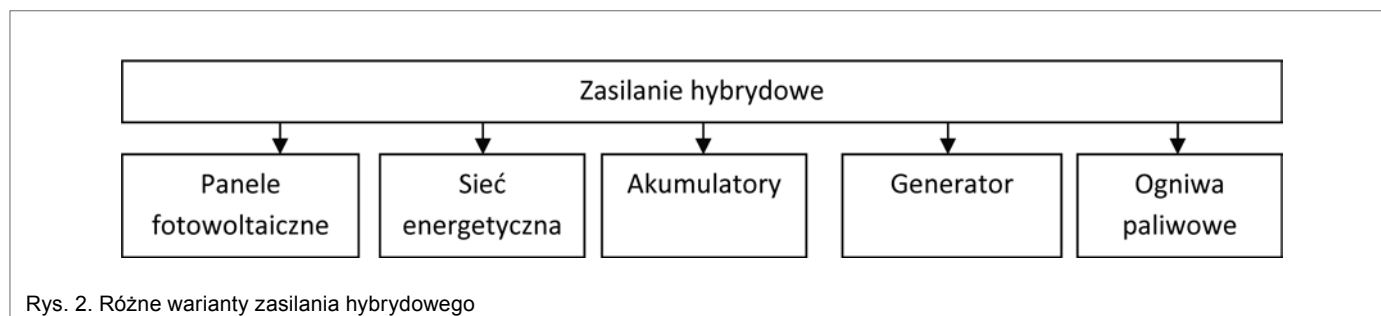 Zasilanie hybrydowe
Panele
fotowoltaiczne
Sieć
energetyczna
Akumulatory
Generator
Ogniwa
paliwowe
Rys. 2. Różne warianty zasilania hybrydowego